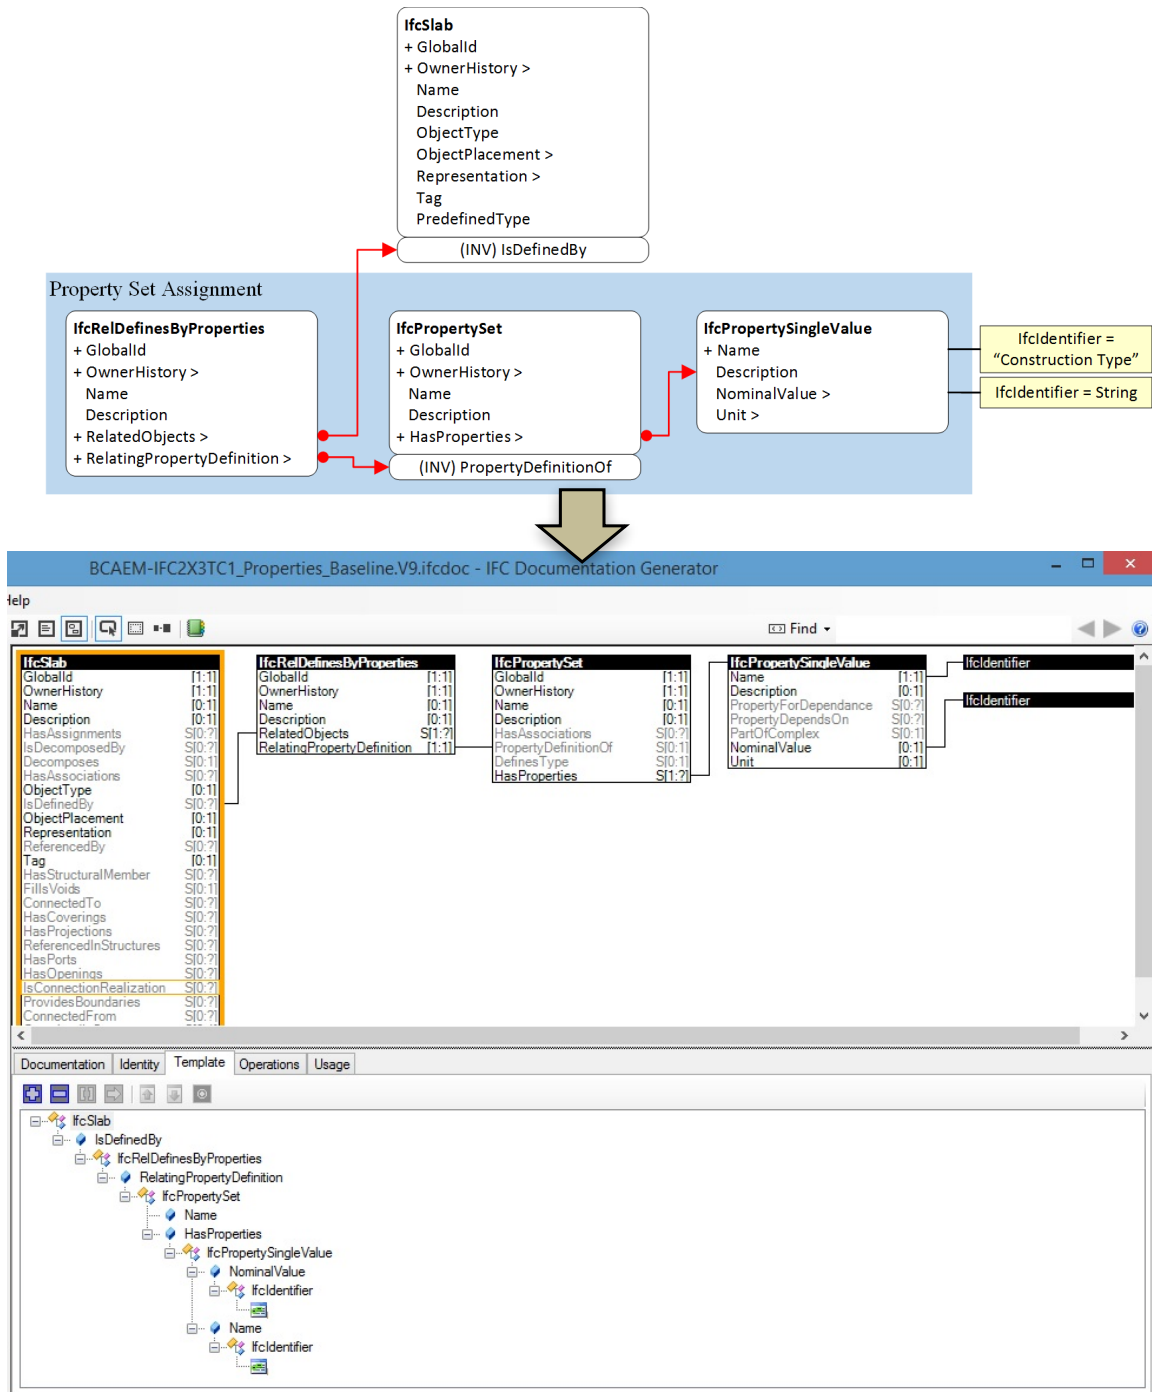 IfcSlab
+ GlobalId
+ OwnerHistory >
Name
Description
ObjectType
ObjectPlacement >
Representation >
Tag
PredefinedType
(INV) IsDefinedBy
Property Set Assignment
IfcRelDefinesByProperties
+ GlobalId
+ OwnerHistory >
Name
Description
+ RelatedObjects >
+ RelatingPropertyDefinition >
IfcPropertySet
+ GlobalId
+ OwnerHistory >
Name
Description
+ HasProperties >
(INV) PropertyDefinitionOf
IfcPropertySingleValue
+ Name
Description
NominalValue >
Unit >
IfcIdentifier =
“Construction Type”
IfcIdentifier = String
BCAEM-IFC2X3TC1_Properties_Baseline.V9.ifcdoc - IFC Documentation Generator
Help
Find
IfcSlab
GlobalId [1:1]
OwnerHistory [1:1]
Name [0:1]
Description [0:1]
HasAssignments S[0:?]
IsDecomposedBy S[0:?]
Decomposes S[0:1]
HasAssociations S[0:?]
ObjectType [0:1]
IsDefinedBy S[0:?]
ObjectPlacement [0:1]
Representation [0:1]
ReferencedBy S[0:?]
Tag [0:1]
HasStructuralMember S[0:?]
FillsVoids S[0:1]
ConnectedTo S[0:?]
HasCoverings S[0:?]
HasProjections S[0:?]
ReferencedInStructures S[0:?]
HasPorts S[0:?]
HasOpenings S[0:?]
IsConnectionRealization S[0:?]
ProvidesBoundaries S[0:?]
ConnectedFrom S[0:?]
IfcRelDefinesByProperties
GlobalId [1:1]
OwnerHistory [1:1]
Name [0:1]
Description [0:1]
RelatedObjects S[1:?]
RelatingPropertyDefinition [1:1]
IfcPropertySet
GlobalId [1:1]
OwnerHistory [1:1]
Name [0:1]
Description [0:1]
HasAssociations S[0:?]
PropertyDefinitionOf S[0:1]
DefinesType S[0:1]
HasProperties S[1:?]
IfcPropertySingleValue
Name [1:1]
Description [0:1]
PropertyForDependance S[0:?]
PropertyDependsOn S[0:?]
PartOfComplex S[0:1]
NominalValue [0:1]
Unit [0:1]
IfcIdentifier
IfcIdentifier
Documentation Identity Template Operations Usage
IfcSlab
IsDefinedBy
IfcRelDefinesByProperties
RelatingPropertyDefinition
IfcPropertySet
Name
HasProperties
IfcPropertySingleValue
NominalValue
IfcIdentifier
Name
IfcIdentifier